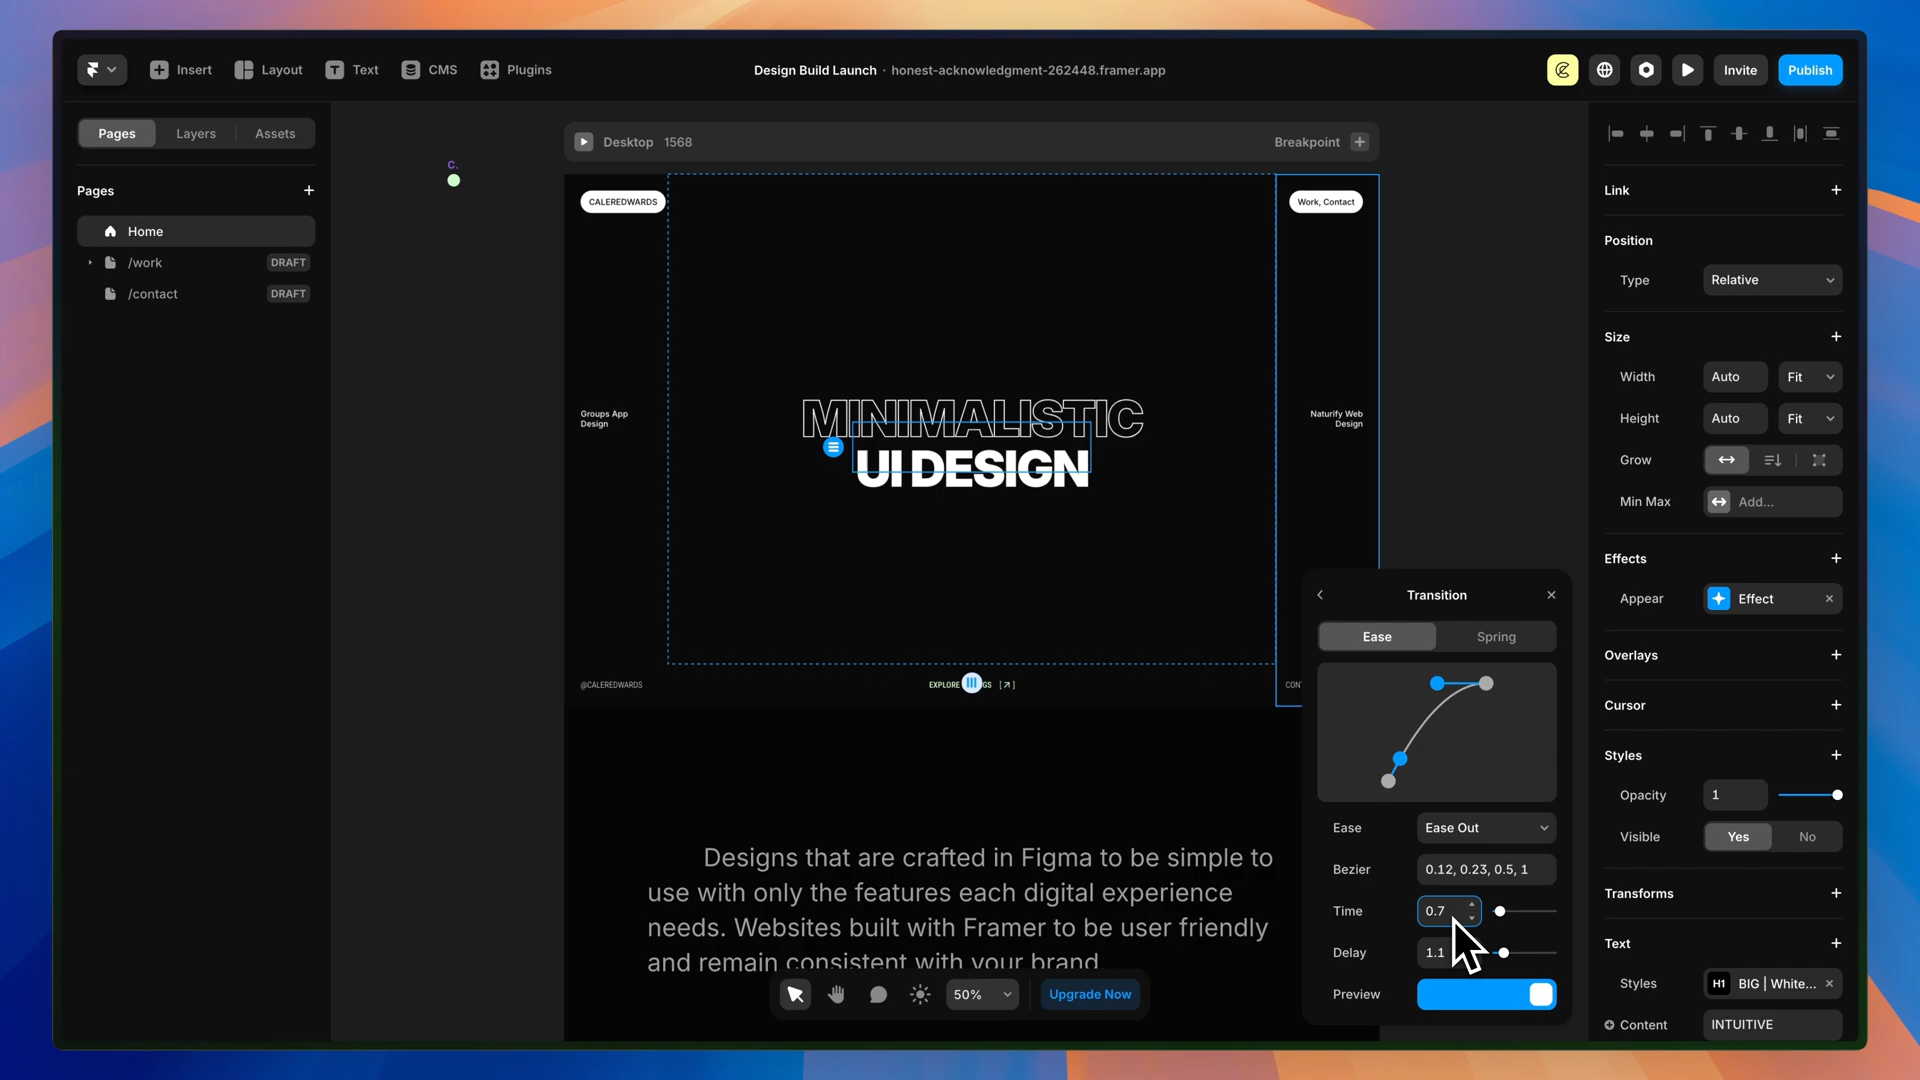 Insert
Layout
Text
CMS
Plugins
Design Build Launch · honest-acknowledgment-262448.framer.app
Invite
Publish
Pages
Layers
Assets
Pages
Home
/work
DRAFT
/contact
DRAFT
C.
Desktop 1568
Breakpoint
CALEREDWARDS
Work, Contact
Groups App
Design
MINIMALISTIC
UI DESIGN
Naturify Web
Design
@CALEREDWARDS
EXPLORE
GS [↗]
CON
Designs that are crafted in Figma to be simple to
use with only the features each digital experience
needs. Websites built with Framer to be user friendly
and remain consistent with your brand.
50%
Upgrade Now
Transition
Ease
Spring
Ease
Ease Out
Bezier
0.12, 0.23, 0.5, 1
Time
0.7
Delay
1.1
Preview
Link
Position
Type
Relative
Size
Width
Auto
Fit
Height
Auto
Fit
Grow
Min Max
Add...
Effects
Appear
Effect
Overlays
Cursor
Styles
Opacity
1
Visible
Yes
No
Transforms
Text
Styles
H1
BIG | White...
Content
INTUITIVE